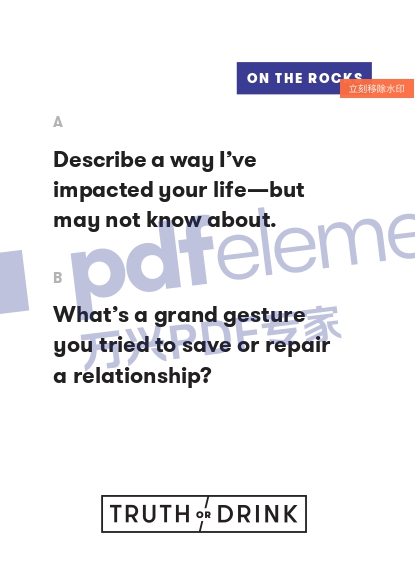 ON THE ROCKS
立刻移除水印
A
Describe a way I’ve
impacted your life—but
may not know about.
pdfeleme
B
What’s a grand gesture
you tried to save or repair
a relationship?
万兴PDF专家
TRUTH OR DRINK